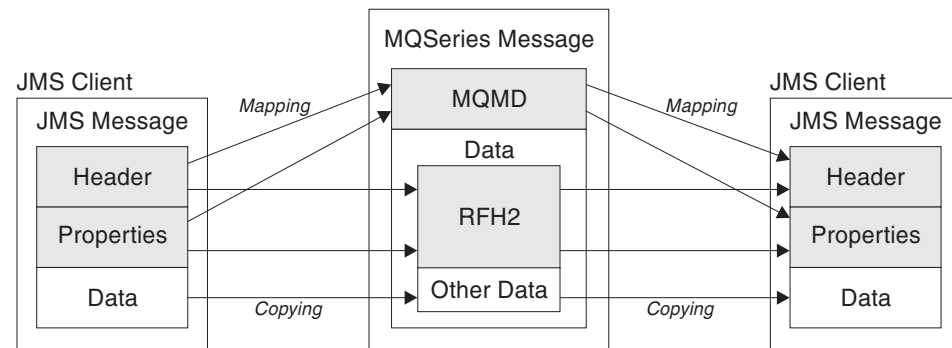 MQSeries Message
JMS Client
JMS Message
Header
Properties
Data
Mapping
Copying
MQMD
Data
RFH2
Other Data
Mapping
Copying
JMS Client
JMS Message
Header
Properties
Data